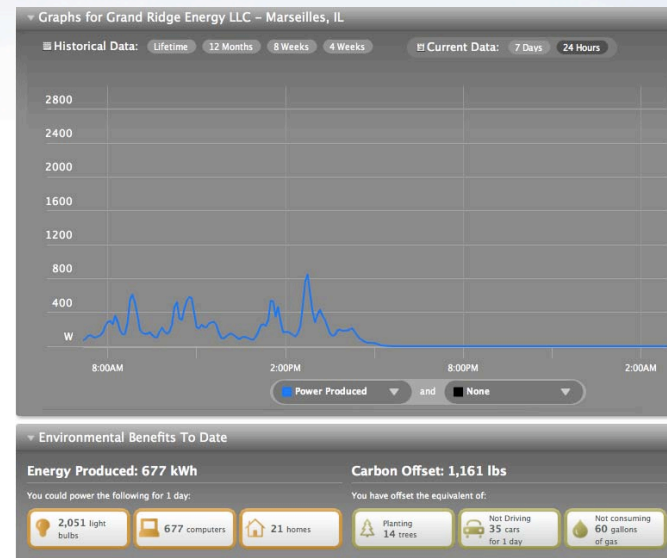 Graphs for Grand Ridge Energy LLC – Marseilles, IL
Historical Data: Lifetime 12 Months 8 Weeks 4 Weeks Current Data: 7 Days 24 Hours
2800
2400
2000
1600
1200
800
400
W
8:00AM 2:00PM 8:00PM 2:00AM
Power Produced and None
Environmental Benefits To Date
Energy Produced: 677 kWh Carbon Offset: 1,161 lbs
You could power the following for 1 day: You have offset the equivalent of:
2,051 light bulbs
677 computers
21 homes
Planting
14 trees
Not Driving
35 cars
for 1 day
Not consuming
60 gallons
of gas